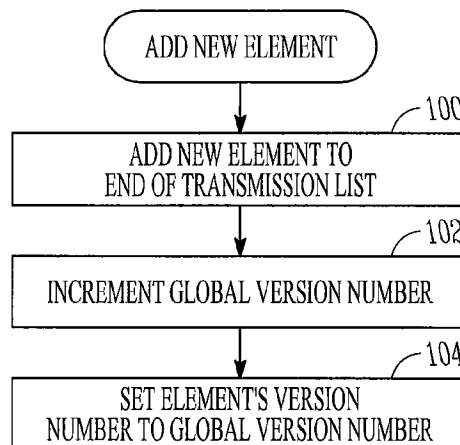 ADD NEW ELEMENT
100
ADD NEW ELEMENT TO
END OF TRANSMISSION LIST
102
INCREMENT GLOBAL VERSION NUMBER
104
SET ELEMENT'S VERSION
NUMBER TO GLOBAL VERSION NUMBER